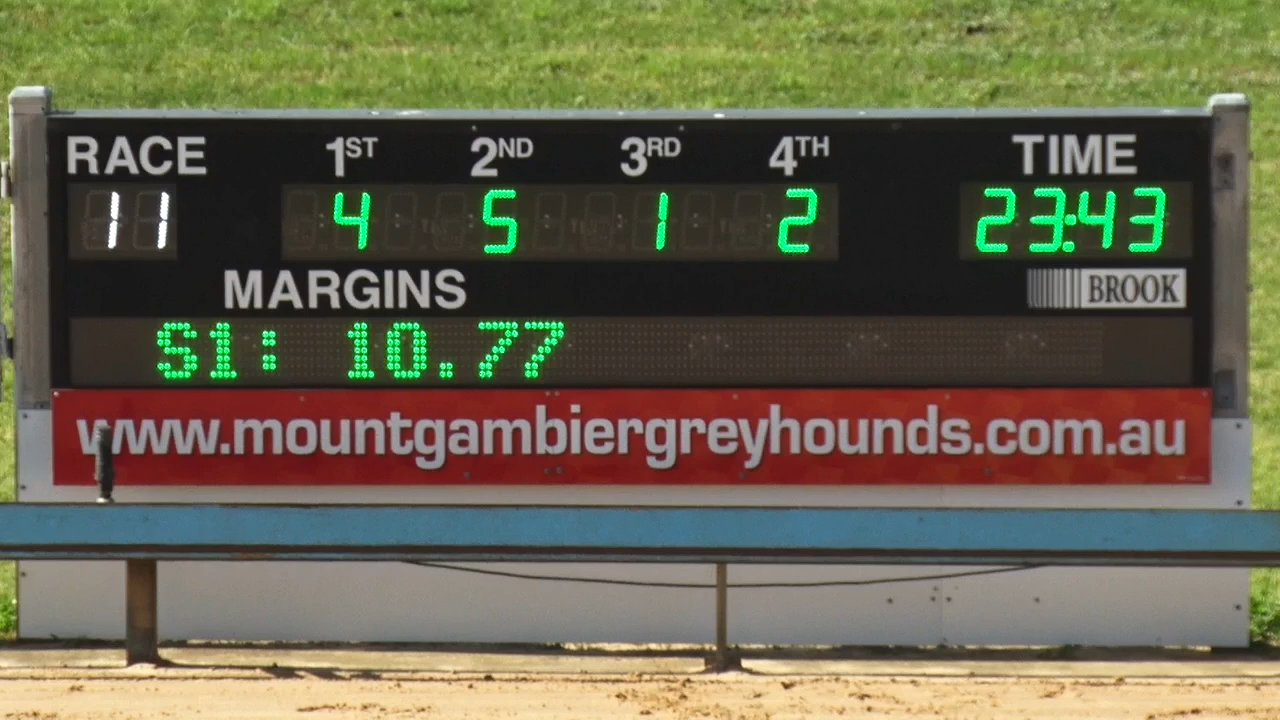 RACE 1ST 2ND 3RD 4TH TIME
11 4 5 1 2 23:43
MARGINS BROOK
S1: 10.77
www.mountgambiergreyhounds.com.au